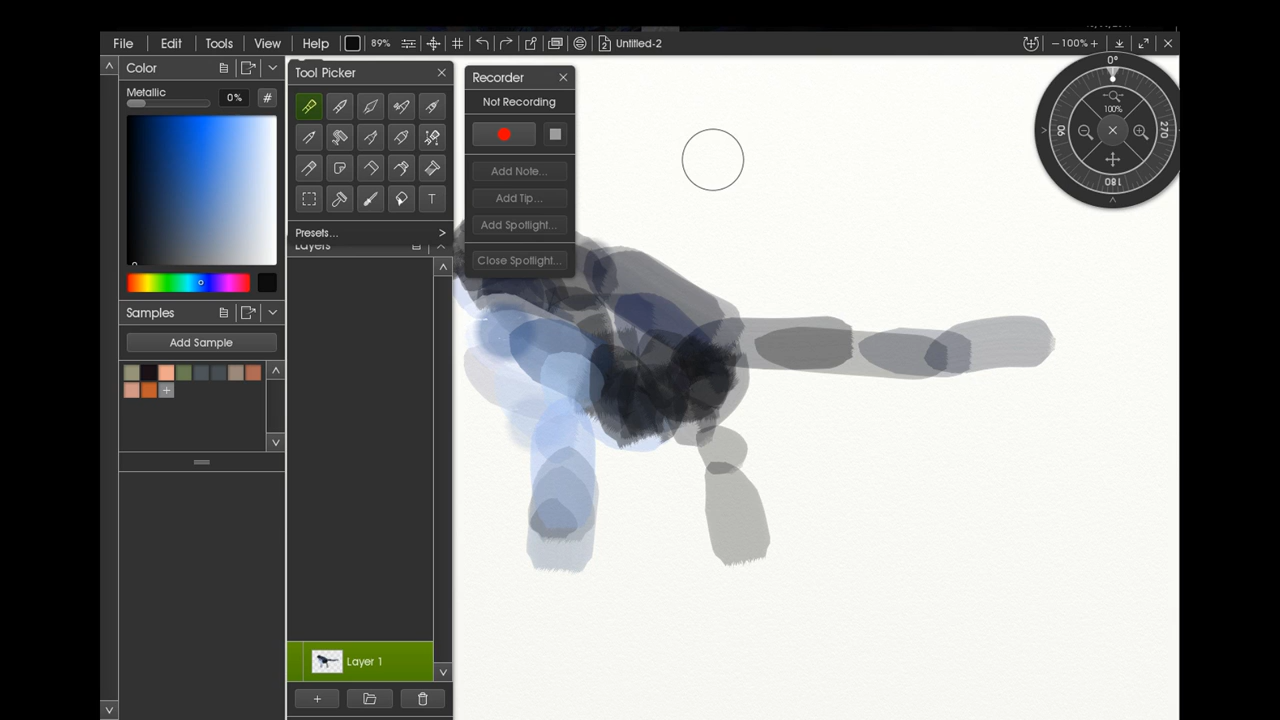 File Edit Tools View Help 89% Untitled-2 −100%+
Color
Metallic
0% #
Samples
Add Sample
Tool Picker
T
Presets... >
Layers
Layer 1
+
Recorder
Not Recording
Add Note...
Add Tip...
Add Spotlight...
Close Spotlight...
0°
100%
90 270
180